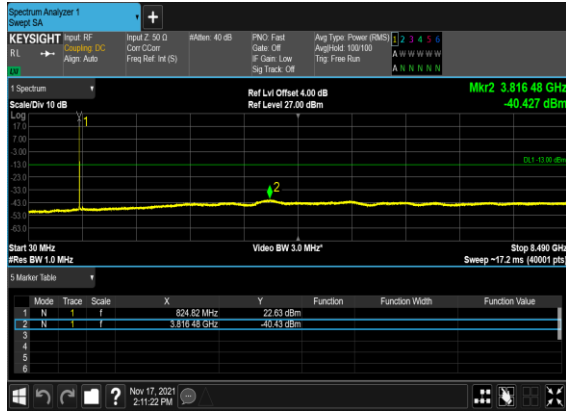 Spectrum Analyzer 1
Swept SA
+
KEYSIGHT Input: RF Input Z: 50 Ω #Atten: 40 dB PNO: Fast Avg Type: Power (RMS) 1 2 3 4 5 6
RL Coupling: DC Corr CCorr Gate: Off Avg|Hold: 100/100 A W W W W W
Align: Auto Freq Ref: Int (S) IF Gain: Low Trig: Free Run
Sig Track: Off A N N N N N
1 Spectrum Ref Lvl Offset 4.00 dB Mkr2 3.816 48 GHz
Scale/Div 10 dB Ref Level 27.00 dBm -40.427 dBm
Log
17.0
7.00
-3.00
-13.0
-23.0
-33.0
-43.0
-53.0
-63.0
1
DL1 -13.00 dBm
2
Start 30 MHz Video BW 3.0 MHz* Stop 8.490 GHz
#Res BW 1.0 MHz Sweep ~17.2 ms (40001 pts)
5 Marker Table
Mode Trace Scale X Y Function Function Width Function Value
1 N 1 f 824.82 MHz 22.63 dBm
2 N 1 f 3.816 48 GHz -40.43 dBm
3
4
5
6
?
Nov 17, 2021
2:11:22 PM